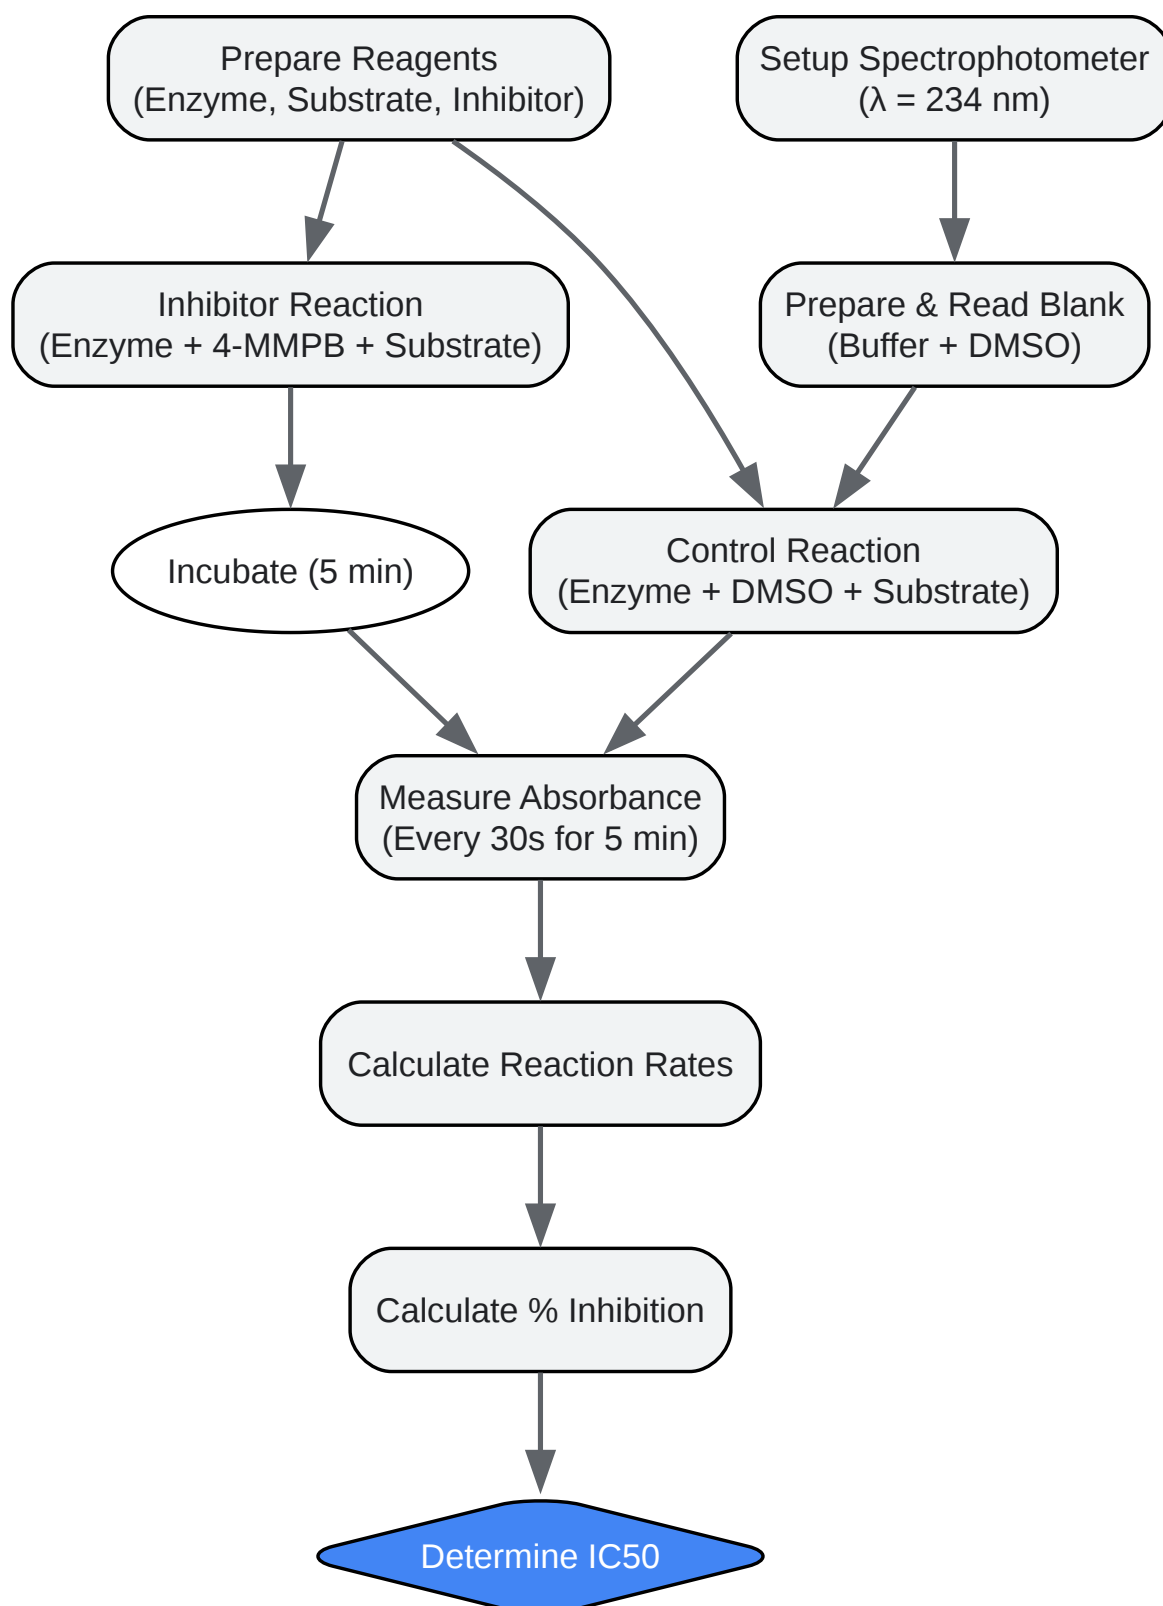 Prepare Reagents
(Enzyme, Substrate, Inhibitor)
Setup Spectrophotometer
(λ = 234 nm)
Inhibitor Reaction
(Enzyme + 4-MMPB + Substrate)
Prepare & Read Blank
(Buffer + DMSO)
Incubate (5 min)
Control Reaction
(Enzyme + DMSO + Substrate)
Measure Absorbance
(Every 30s for 5 min)
Calculate Reaction Rates
Calculate % Inhibition
Determine IC50